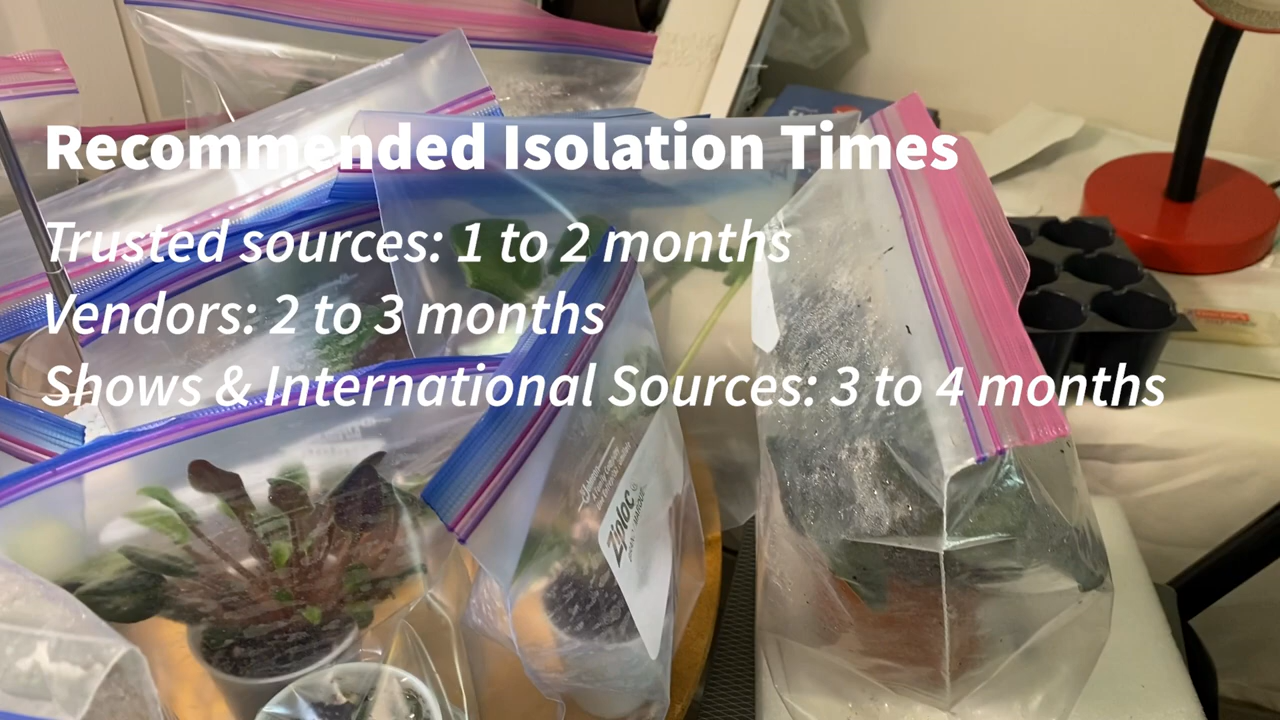 Recommended Isolation Times
Trusted sources: 1 to 2 months
Vendors: 2 to 3 months
Shows & International Sources: 3 to 4 months
Ziploc